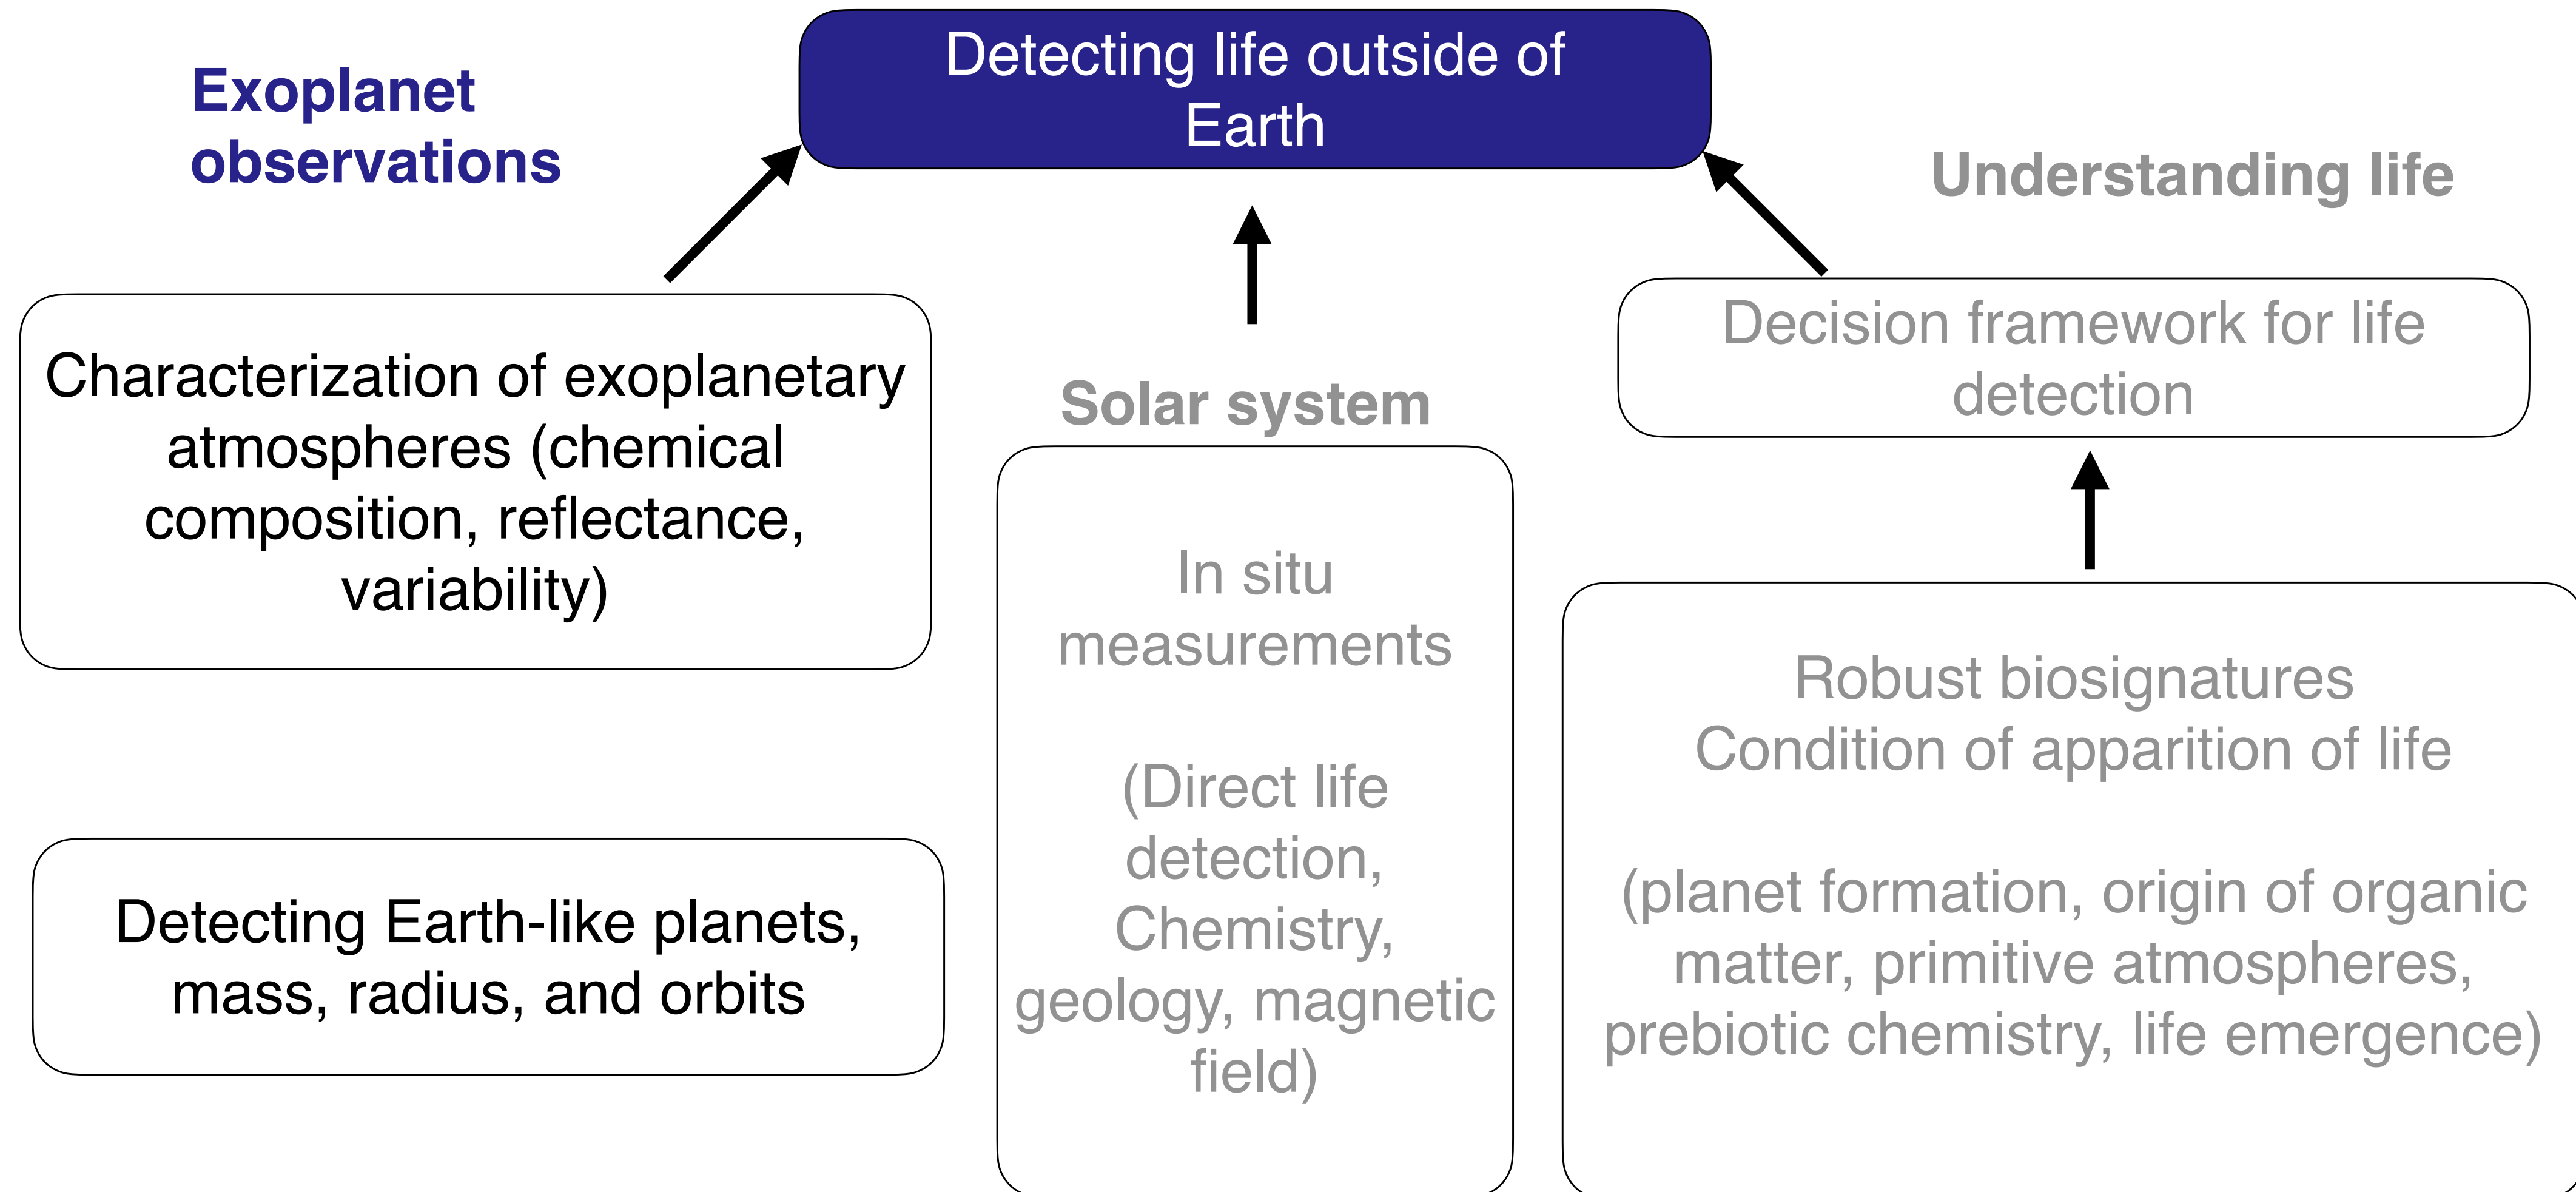 Detecting life outside of
Earth
Exoplanet
observations
Characterization of exoplanetary
atmospheres (chemical
composition, reflectance,
variability)
Detecting Earth-like planets,
mass, radius, and orbits
Solar system
In situ
measurements
(Direct life
detection,
Chemistry,
geology, magnetic
field)
Understanding life
Decision framework for life
detection
Robust biosignatures
Condition of apparition of life
(planet formation, origin of organic
matter, primitive atmospheres,
prebiotic chemistry, life emergence)